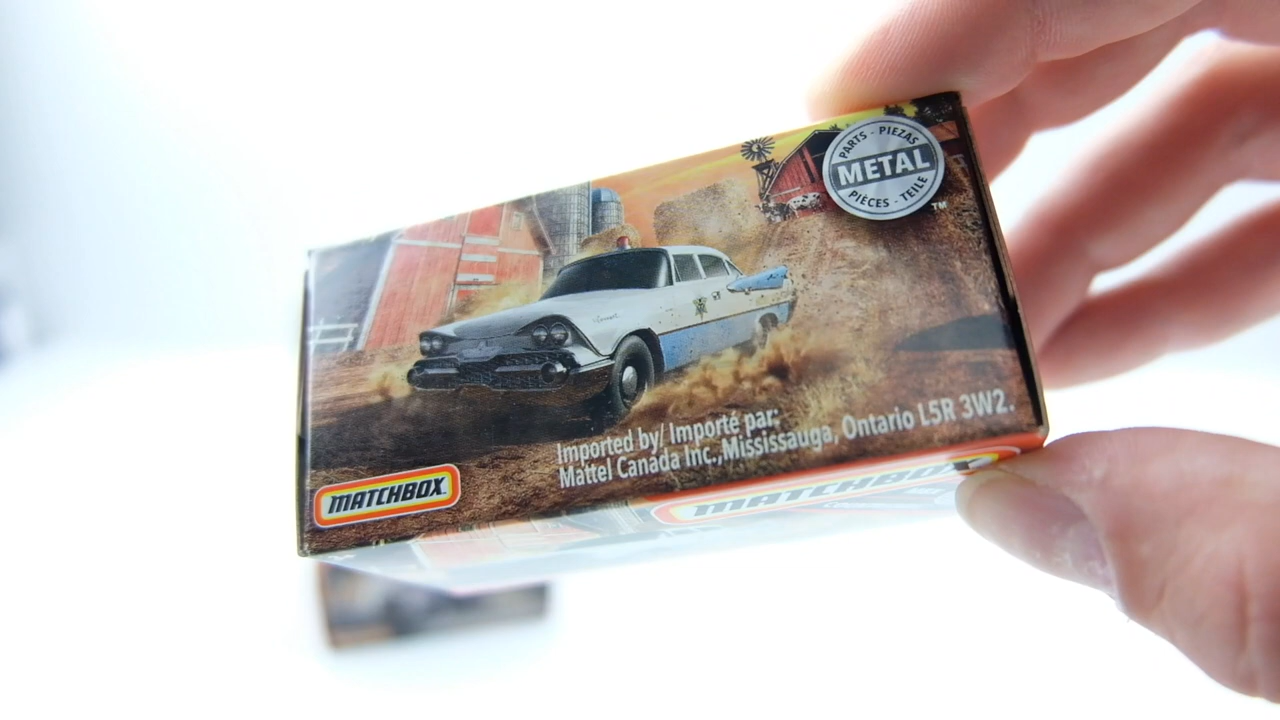 PARTS - PIEZAS
METAL
PIÈCES - TEILE
TM
Imported by/ Importé par:
Mattel Canada Inc.,Mississauga, Ontario L5R 3W2.
MATCHBOX
MATCHBOX